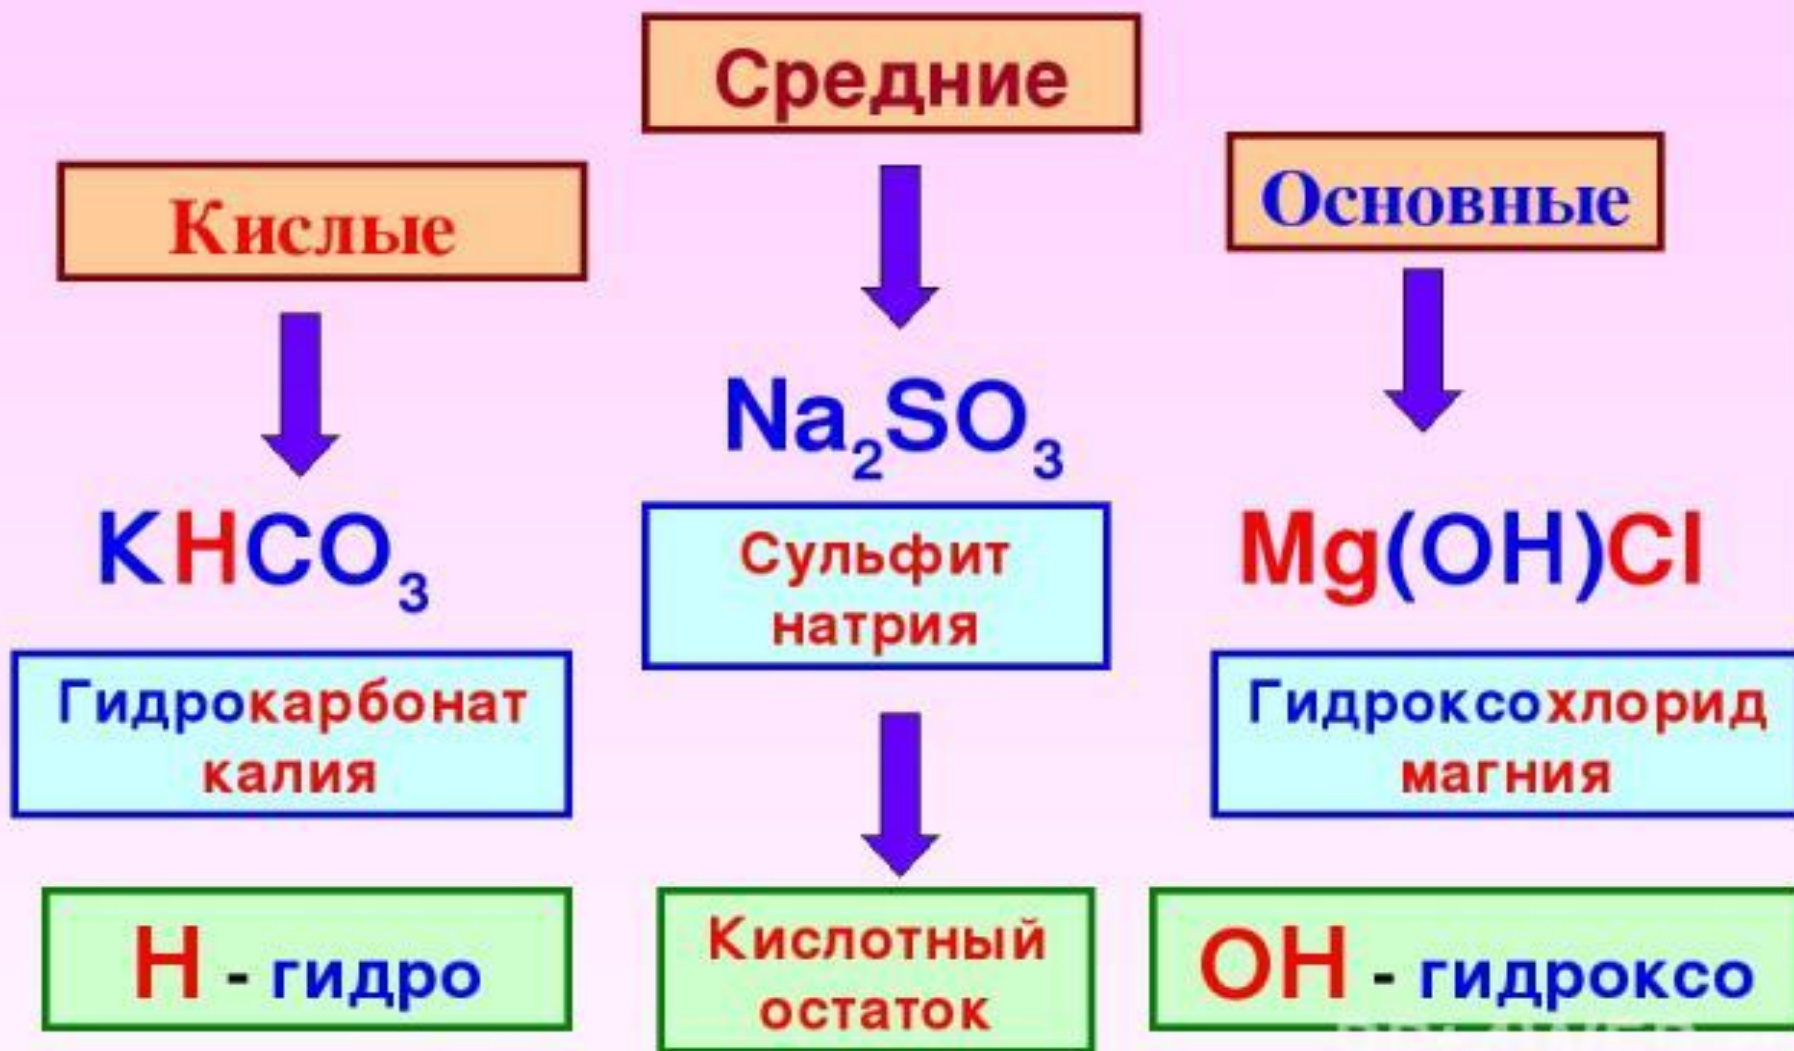 Средние
Кислые
Основные
Na₂SO₃
KHCO₃
Mg(OH)Cl
Сульфит
натрия
Гидрокарбонат
калия
Гидроксохлорид
магния
H - гидро
Кислотный
остаток
OH - гидроксо